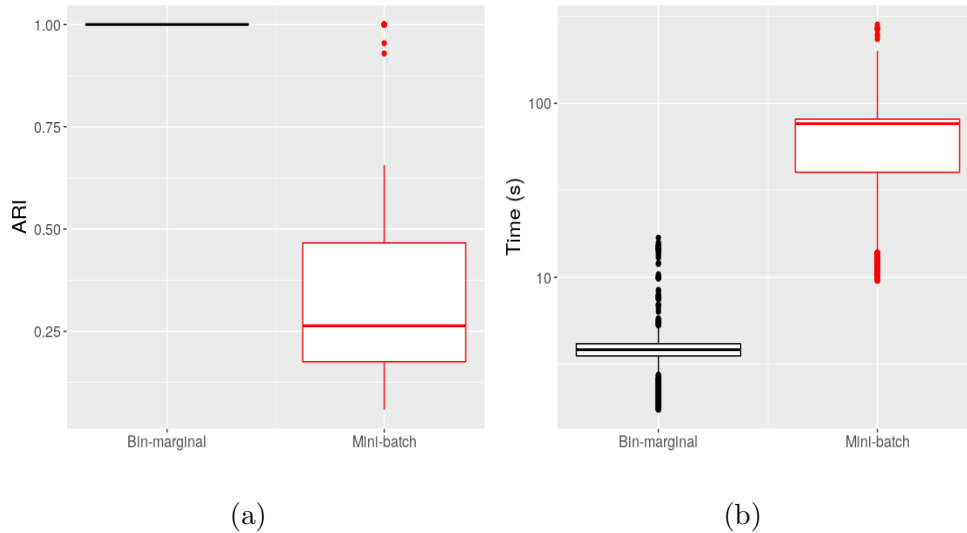 ARI
1.00
0.75
0.50
0.25
Bin-marginal
Mini-batch
(a)
Time (s)
100
10
Bin-marginal
Mini-batch
(b)